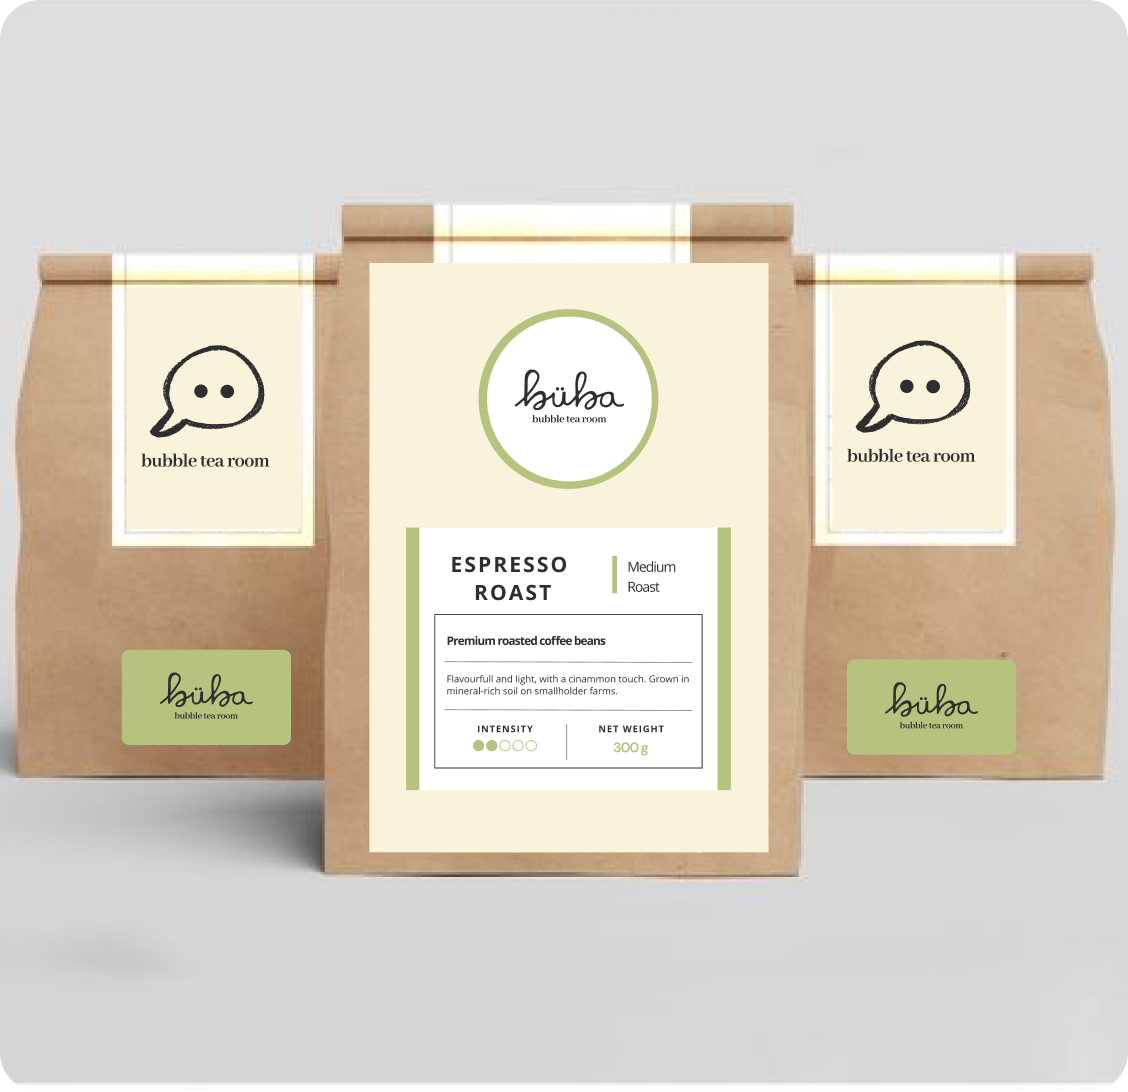 büba
bubble tea room
ESPRESSO
ROAST
Medium
Roast
Premium roasted coffee beans
Flavourfull and light, with a cinammon touch. Grown in
mineral-rich soil on smallholder farms.
INTENSITY
NET WEIGHT
300 g
bubble tea room
büba
bubble tea room
bubble tea room
büba
bubble tea room